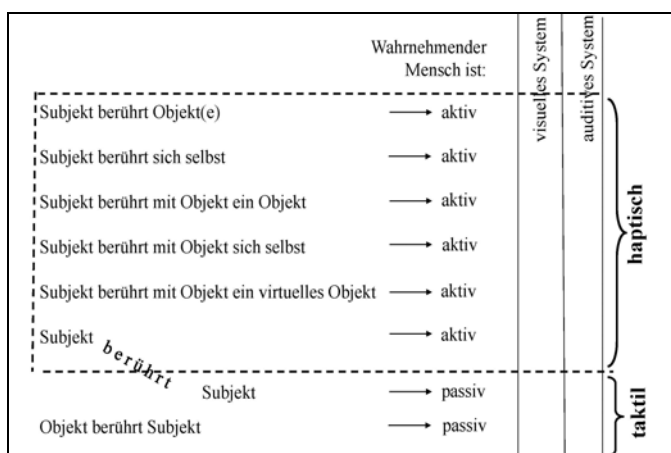 Wahrnehmender
Mensch ist:
visuelles System
auditives System
Subjekt berührt Objekt(e) → aktiv
Subjekt berührt sich selbst → aktiv
Subjekt berührt mit Objekt ein Objekt → aktiv
Subjekt berührt mit Objekt sich selbst → aktiv
Subjekt berührt mit Objekt ein virtuelles Objekt → aktiv
Subjekt → aktiv
berührt
Subjekt → passiv
Objekt berührt Subjekt → passiv
haptisch
taktil